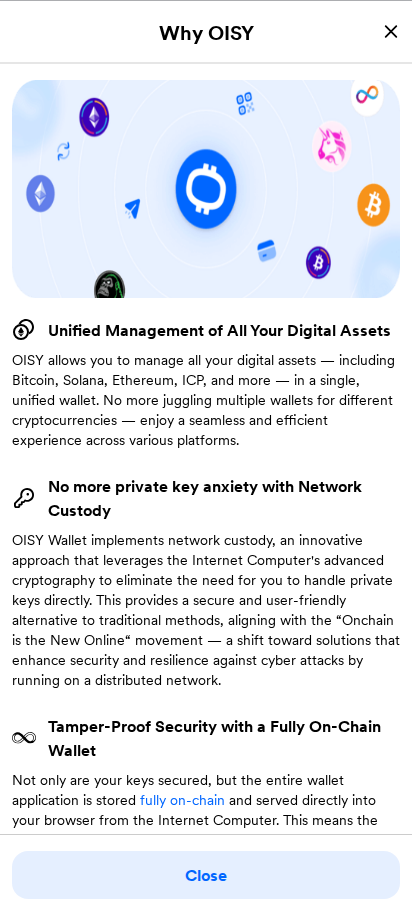 Why OISY
Unified Management of All Your Digital Assets
OISY allows you to manage all your digital assets — including
Bitcoin, Solana, Ethereum, ICP, and more — in a single,
unified wallet. No more juggling multiple wallets for different
cryptocurrencies — enjoy a seamless and efficient
experience across various platforms.
No more private key anxiety with Network
Custody
OISY Wallet implements network custody, an innovative
approach that leverages the Internet Computer's advanced
cryptography to eliminate the need for you to handle private
keys directly. This provides a secure and user-friendly
alternative to traditional methods, aligning with the “Onchain
is the New Online“ movement — a shift toward solutions that
enhance security and resilience against cyber attacks by
running on a distributed network.
Tamper-Proof Security with a Fully On-Chain
Wallet
Not only are your keys secured, but the entire wallet
application is stored fully on-chain and served directly into
your browser from the Internet Computer. This means the
Close